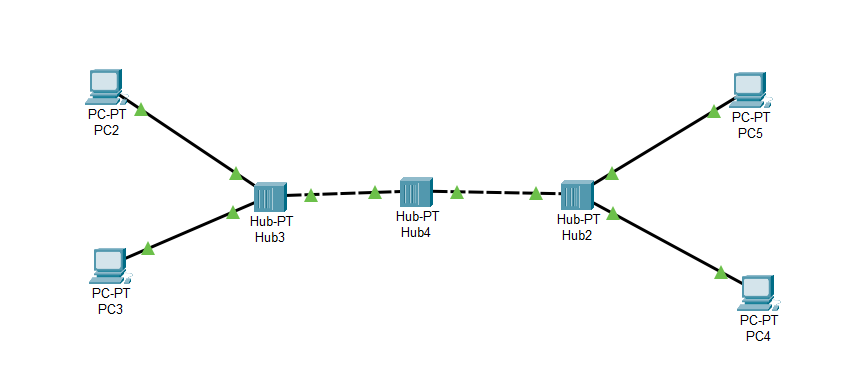 PC-PT
PC2
PC-PT
PC5
Hub-PT
Hub3
Hub-PT
Hub4
Hub-PT
Hub2
PC-PT
PC3
PC-PT
PC4